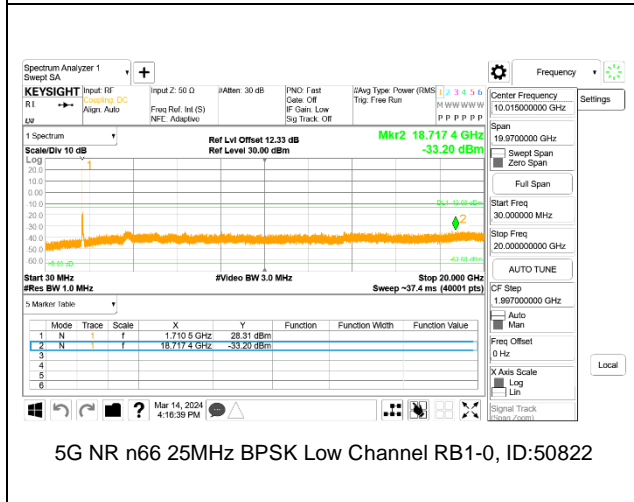 Spectrum Analyzer 1
Swept SA
Frequency
Settings
KEYSIGHT
Input: RF
Coupling: DC
Align: Auto
Input Z: 50 Ω
Freq Ref: Int (S)
NFE: Adaptive
#Atten: 30 dB
PNO: Fast
Gate: Off
IF Gain: Low
Sig Track: Off
#Avg Type: Power (RMS
Trig: Free Run
1 2 3 4 5 6
M W W W W W
P P P P P P
Center Frequency
10.015000000 GHz
Span
19.9700000 GHz
Swept Span
Zero Span
Full Span
Start Freq
30.000000 MHz
Stop Freq
20.00000000 GHz
AUTO TUNE
CF Step
1.997000000 GHz
Auto
Man
Freq Offset
0 Hz
X Axis Scale
Log
Lin
Signal Track
(Span Zoom)
Local
1 Spectrum
Scale/Div 10 dB
Ref Lvl Offset 12.33 dB
Ref Level 30.00 dBm
Mkr2 18.717 4 GHz
-33.20 dBm
Log
20.0
10.0
0.00
-10.0
-20.0
-30.0
-40.0
-50.0
-60.0
1
2
Start 30 MHz
#Res BW 1.0 MHz
#Video BW 3.0 MHz
Stop 20.000 GHz
Sweep ~37.4 ms (40001 pts)
5 Marker Table
Mode Trace Scale X Y Function Function Width Function Value
1 N 1 f 1.710 5 GHz 28.31 dBm
2 N 1 f 18.717 4 GHz -33.20 dBm
3
4
5
6
Mar 14, 2024
4:16:39 PM
5G NR n66 25MHz BPSK Low Channel RB1-0, ID:50822